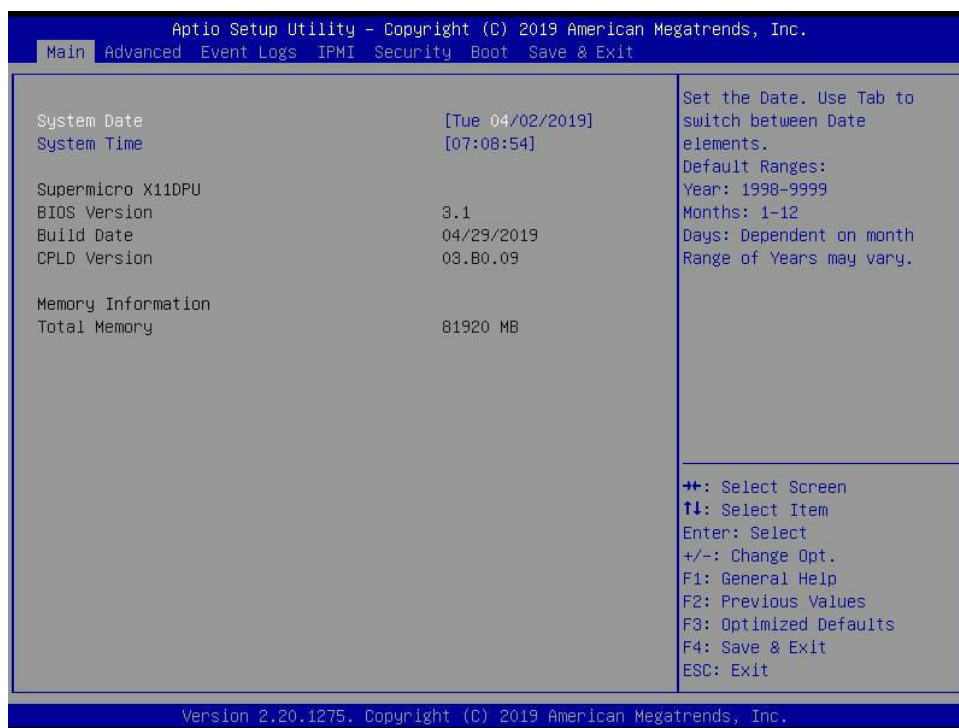 Aptio Setup Utility – Copyright (C) 2019 American Megatrends, Inc.
Main Advanced Event Logs IPMI Security Boot Save & Exit
System Date [Tue 04/02/2019]
System Time [07:08:54]
Supermicro X11DPU
BIOS Version 3.1
Build Date 04/29/2019
CPLD Version 03.B0.09
Memory Information
Total Memory 81920 MB
Set the Date. Use Tab to
switch between Date
elements.
Default Ranges:
Year: 1998-9999
Months: 1-12
Days: Dependent on month
Range of Years may vary.
→←: Select Screen
↑↓: Select Item
Enter: Select
+/-: Change Opt.
F1: General Help
F2: Previous Values
F3: Optimized Defaults
F4: Save & Exit
ESC: Exit
Version 2.20.1275. Copyright (C) 2019 American Megatrends, Inc.